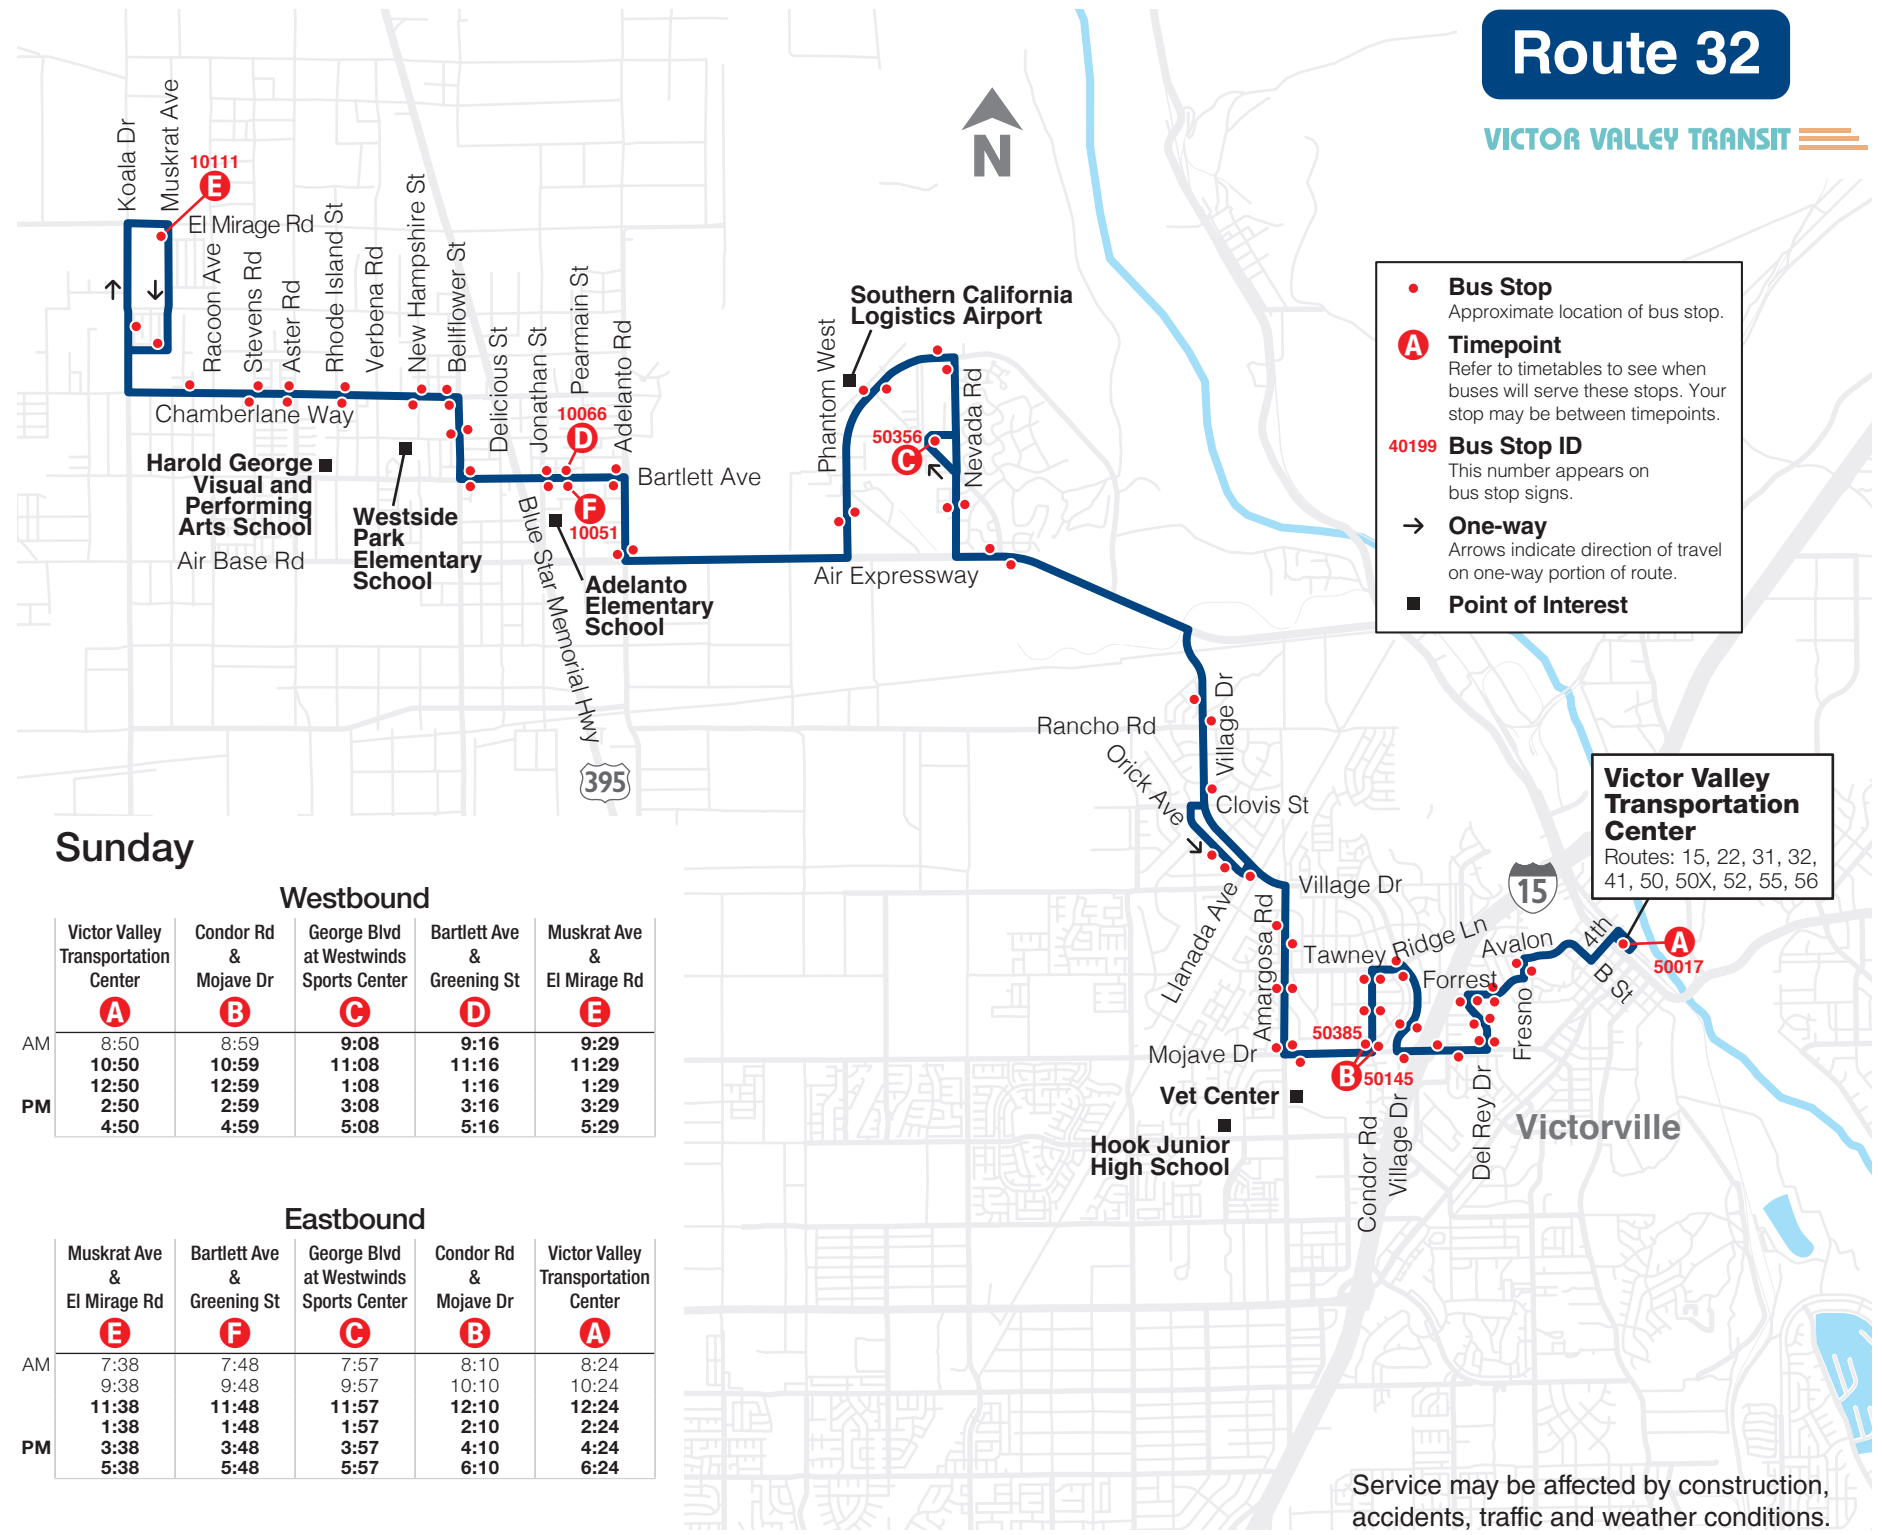 Route 32
VICTOR VALLEY TRANSIT
N
Koala Dr
Muskrat Ave
10111
E
El Mirage Rd
Racoon Ave
Stevens Rd
Aster Rd
Rhode Island St
Verbena Rd
New Hampshire St
Bellflower St
Delicious St
Jonathan St
Pearmain St
Adelanto Rd
Chamberlane Way
10066
D
Bartlett Ave
F
10051
Harold George
Visual and
Performing
Arts School
Air Base Rd
Westside
Park
Elementary
School
Blue Star Memorial Hwy
Adelanto
Elementary
School
395
Southern California
Logistics Airport
Phantom West
50356
C
Nevada Rd
Air Expressway
Bus Stop
Approximate location of bus stop.
A
Timepoint
Refer to timetables to see when
buses will serve these stops. Your
stop may be between timepoints.
40199
Bus Stop ID
This number appears on
bus stop signs.
One-way
Arrows indicate direction of travel
on one-way portion of route.
Point of Interest
Rancho Rd
Village Dr
Orick Ave
Clovis St
Village Dr
Llanada Ave
Amargosa Rd
Tawney Ridge Ln
Avalon
4th
B St
Forrest
Fresno
Mojave Dr
50385
B
50145
Vet Center
Hook Junior
High School
Condor Rd
Village Dr
Del Rey Dr
Victorville
15
Victor Valley
Transportation
Center
Routes: 15, 22, 31, 32,
41, 50, 50X, 52, 55, 56
A
50017
Sunday
Westbound
Victor Valley Transportation Center Condor Rd & Mojave Dr George Blvd at Westwinds Sports Center Bartlett Ave & Greening St Muskrat Ave & El Mirage Rd
A B C D E
AM 8:50 8:59 9:08 9:16 9:29
10:50 10:59 11:08 11:16 11:29
12:50 12:59 1:08 1:16 1:29
PM 2:50 2:59 3:08 3:16 3:29
4:50 4:59 5:08 5:16 5:29
Eastbound
Muskrat Ave & El Mirage Rd Bartlett Ave & Greening St George Blvd at Westwinds Sports Center Condor Rd & Mojave Dr Victor Valley Transportation Center
E F C B A
AM 7:38 7:48 7:57 8:10 8:24
9:38 9:48 9:57 10:10 10:24
11:38 11:48 11:57 12:10 12:24
1:38 1:48 1:57 2:10 2:24
PM 3:38 3:48 3:57 4:10 4:24
5:38 5:48 5:57 6:10 6:24
Service may be affected by construction,
accidents, traffic and weather conditions.